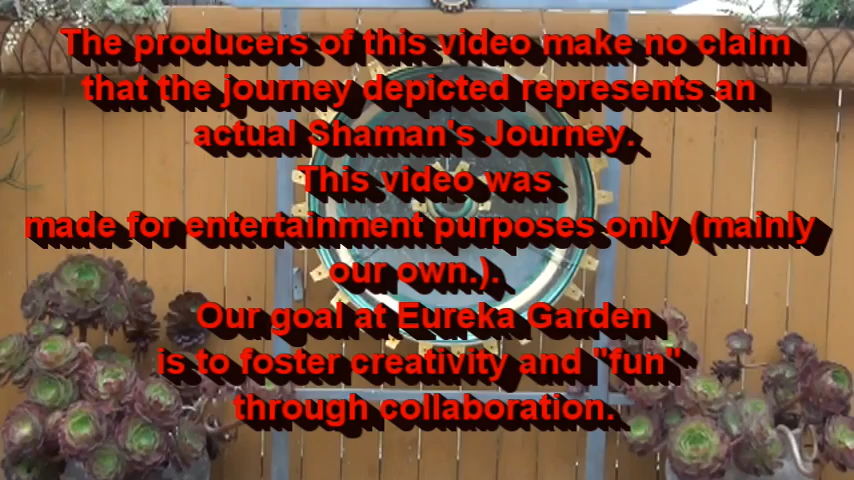 The producers of this video make no claim
that the journey depicted represents an
actual Shaman's Journey.
This video was
made for entertainment purposes only (mainly
our own.).
Our goal at Eureka Garden
is to foster creativity and "fun"
through collaboration.